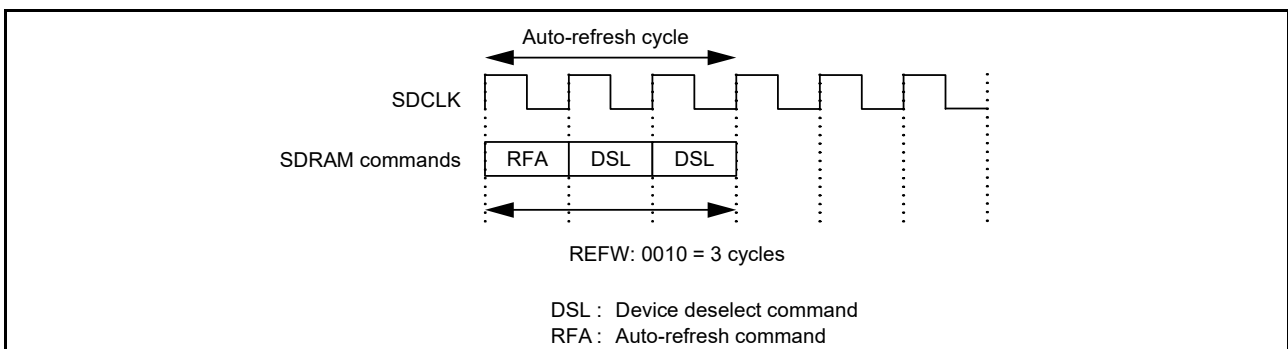 Auto-refresh cycle
SDCLK
SDRAM commands RFA DSL DSL
REFW: 0010 = 3 cycles
DSL : Device deselect command
RFA : Auto-refresh command